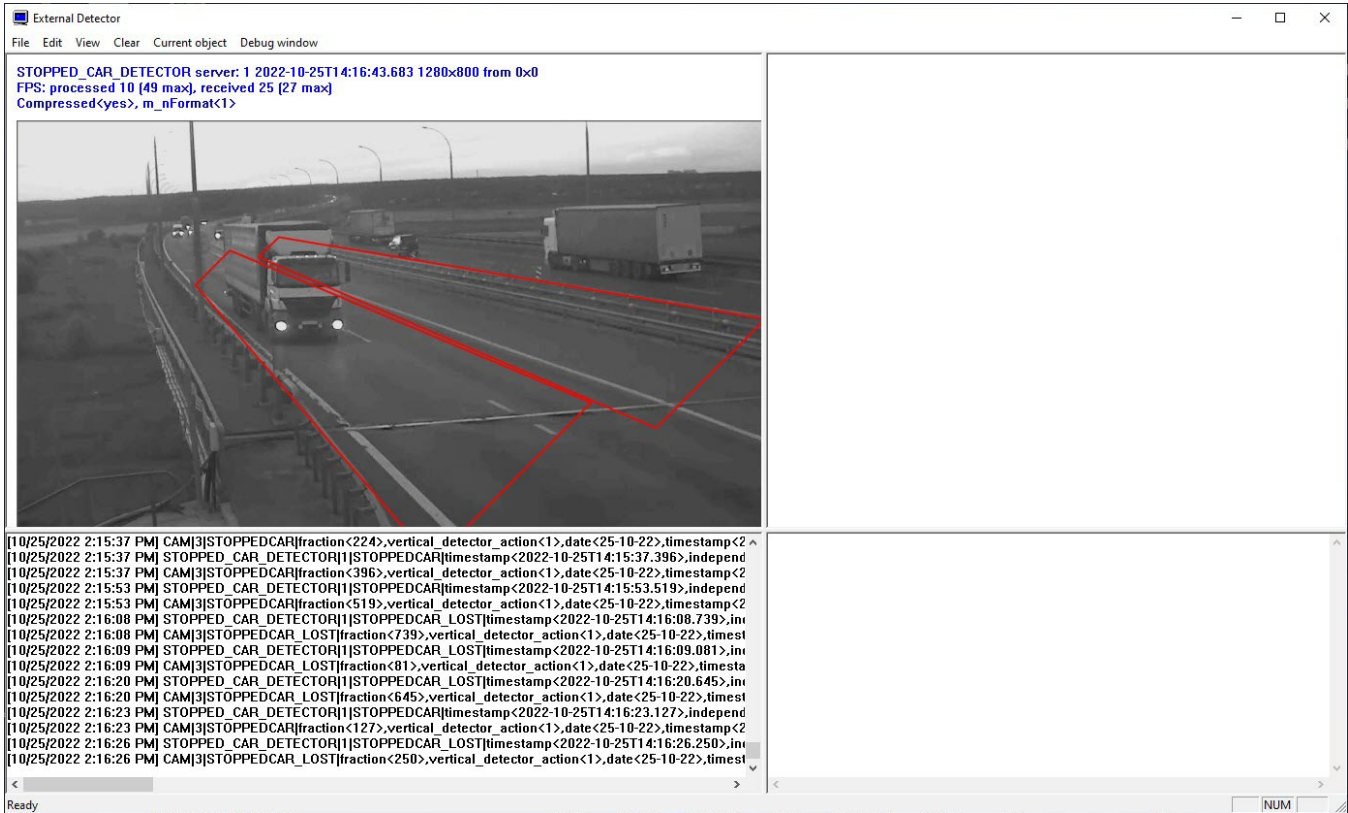 External Detector
File Edit View Clear Current object Debug window
STOPPED_CAR_DETECTOR server: 1 2022-10-25T14:16:43.683 1280x800 from 0x0
FPS: processed 10 (49 max), received 25 (27 max)
Compressed<yes>, m_nFormat<1>
[10/25/2022 2:15:37 PM] CAM|3|STOPPEDCAR|fraction<224>,vertical_detector_action<1>,date<25-10-22>,timestamp<2
[10/25/2022 2:15:37 PM] STOPPED_CAR_DETECTOR|1|STOPPEDCAR|timestamp<2022-10-25T14:15:37.396>,independ
[10/25/2022 2:15:37 PM] CAM|3|STOPPEDCAR|fraction<396>,vertical_detector_action<1>,date<25-10-22>,timestamp<2
[10/25/2022 2:15:53 PM] STOPPED_CAR_DETECTOR|1|STOPPEDCAR|timestamp<2022-10-25T14:15:53.519>,independ
[10/25/2022 2:15:53 PM] CAM|3|STOPPEDCAR|fraction<519>,vertical_detector_action<1>,date<25-10-22>,timestamp<2
[10/25/2022 2:16:08 PM] STOPPED_CAR_DETECTOR|1|STOPPEDCAR_LOST|timestamp<2022-10-25T14:16:08.739>,in
[10/25/2022 2:16:08 PM] CAM|3|STOPPEDCAR_LOST|fraction<739>,vertical_detector_action<1>,date<25-10-22>,timest
[10/25/2022 2:16:09 PM] STOPPED_CAR_DETECTOR|1|STOPPEDCAR_LOST|timestamp<2022-10-25T14:16:09.081>,in
[10/25/2022 2:16:09 PM] CAM|3|STOPPEDCAR_LOST|fraction<81>,vertical_detector_action<1>,date<25-10-22>,timesta
[10/25/2022 2:16:20 PM] STOPPED_CAR_DETECTOR|1|STOPPEDCAR_LOST|timestamp<2022-10-25T14:16:20.645>,in
[10/25/2022 2:16:20 PM] CAM|3|STOPPEDCAR_LOST|fraction<645>,vertical_detector_action<1>,date<25-10-22>,timest
[10/25/2022 2:16:23 PM] STOPPED_CAR_DETECTOR|1|STOPPEDCAR|timestamp<2022-10-25T14:16:23.127>,independ
[10/25/2022 2:16:23 PM] CAM|3|STOPPEDCAR|fraction<127>,vertical_detector_action<1>,date<25-10-22>,timestamp<2
[10/25/2022 2:16:26 PM] STOPPED_CAR_DETECTOR|1|STOPPEDCAR_LOST|timestamp<2022-10-25T14:16:26.250>,in
[10/25/2022 2:16:26 PM] CAM|3|STOPPEDCAR_LOST|fraction<250>,vertical_detector_action<1>,date<25-10-22>,timest
Ready
NUM